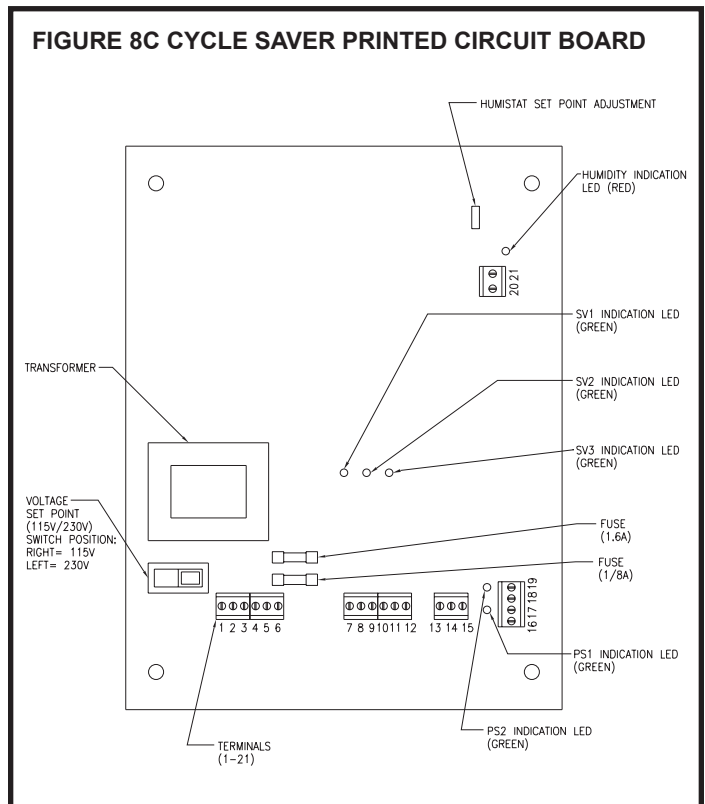 FIGURE 8C CYCLE SAVER PRINTED CIRCUIT BOARD
HUMISTAT SET POINT ADJUSTMENT
HUMIDITY INDICATION
LED (RED)
20 21
SV1 INDICATION LED
(GREEN)
SV2 INDICATION LED
(GREEN)
TRANSFORMER
SV3 INDICATION LED
(GREEN)
VOLTAGE
SET POINT
(115V/230V)
SWITCH POSITION:
RIGHT= 115V
LEFT= 230V
FUSE
(1.6A)
FUSE
(1/8A)
1 2 3 4 5 6
7 8 9 10 11 12
13 14 15
16 17 18 19
PS1 INDICATION LED
(GREEN)
PS2 INDICATION LED
(GREEN)
TERMINALS
(1-21)